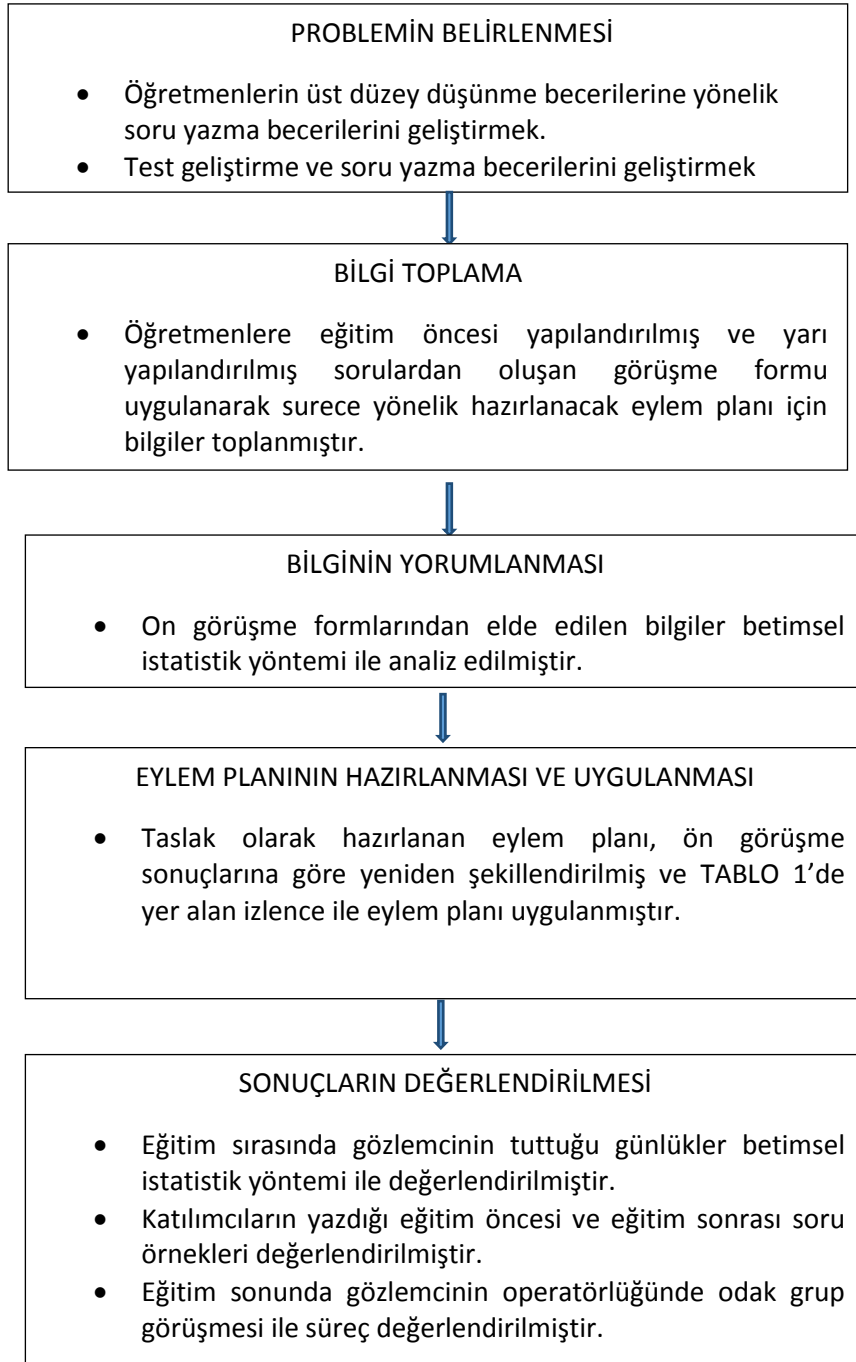 PROBLEMİN BELİRLENMESİ
• Öğretmenlerin üst düzey düşünme becerilerine yönelik
soru yazma becerilerini geliştirmek.
• Test geliştirme ve soru yazma becerilerini geliştirmek
BİLGİ TOPLAMA
• Öğretmenlere eğitim öncesi yapılandırılmış ve yarı
yapılandırılmış sorulardan oluşan görüşme formu
uygulanarak surece yönelik hazırlanacak eylem planı için
bilgiler toplanmıştır.
BİLGİNİN YORUMLANMASI
• On görüşme formlarından elde edilen bilgiler betimsel
istatistik yöntemi ile analiz edilmiştir.
EYLEM PLANININ HAZIRLANMASI VE UYGULANMASI
• Taslak olarak hazırlanan eylem planı, ön görüşme
sonuçlarına göre yeniden şekillendirilmiş ve TABLO 1’de
yer alan izlence ile eylem planı uygulanmıştır.
SONUÇLARIN DEĞERLENDİRİLMESİ
• Eğitim sırasında gözlemcinin tuttuğu günlükler betimsel
istatistik yöntemi ile değerlendirilmiştir.
• Katılımcıların yazdığı eğitim öncesi ve eğitim sonrası soru
örnekleri değerlendirilmiştir.
• Eğitim sonunda gözlemcinin operatörlüğünde odak grup
görüşmesi ile süreç değerlendirilmiştir.